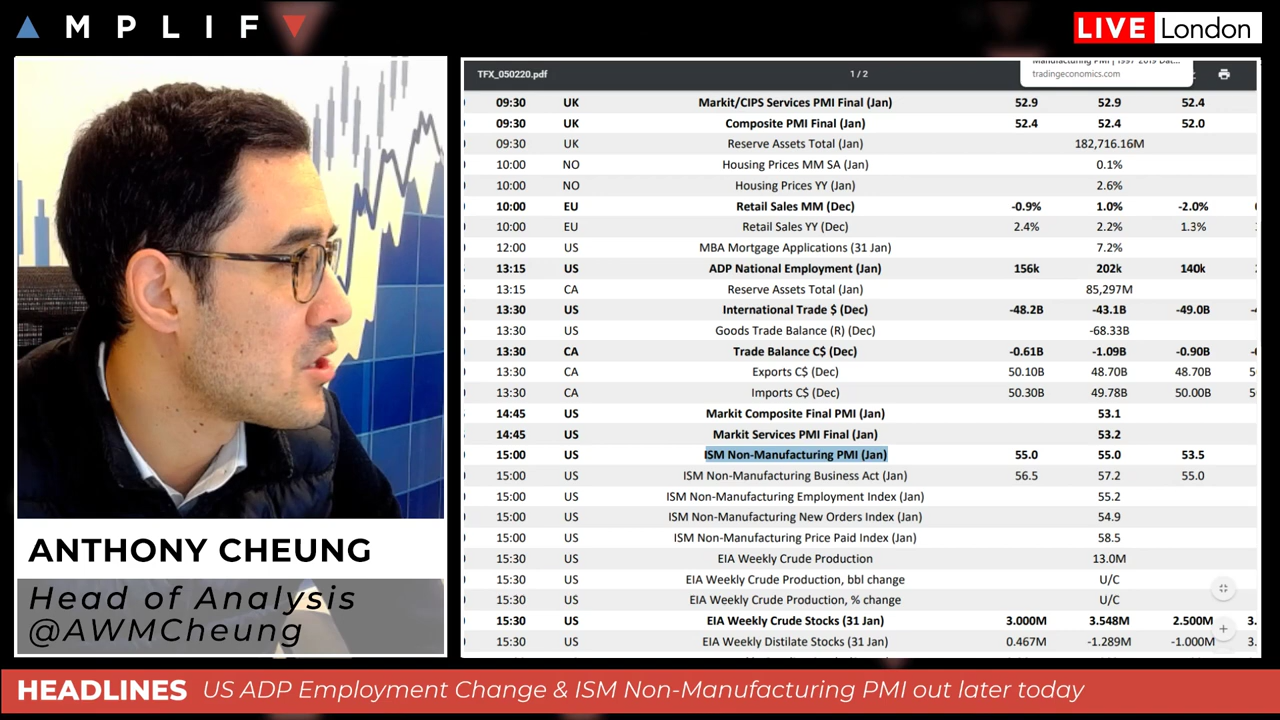 AMPLIFY
LIVE London
TFX_050220.pdf 1 / 2
tradingeconomics.com
09:30 UK Markit/CIPS Services PMI Final (Jan) 52.9 52.9 52.4
09:30 UK Composite PMI Final (Jan) 52.4 52.4 52.0
09:30 UK Reserve Assets Total (Jan) 182,716.16M
10:00 NO Housing Prices MM SA (Jan) 0.1%
10:00 NO Housing Prices YY (Jan) 2.6%
10:00 EU Retail Sales MM (Dec) -0.9% 1.0% -2.0%
10:00 EU Retail Sales YY (Dec) 2.4% 2.2% 1.3%
12:00 US MBA Mortgage Applications (31 Jan) 7.2%
13:15 US ADP National Employment (Jan) 156k 202k 140k
13:15 CA Reserve Assets Total (Jan) 85,297M
13:30 US International Trade $ (Dec) -48.2B -43.1B -49.0B
13:30 US Goods Trade Balance (R) (Dec) -68.33B
13:30 CA Trade Balance C$ (Dec) -0.61B -1.09B -0.90B
13:30 CA Exports C$ (Dec) 50.10B 48.70B 48.70B
13:30 CA Imports C$ (Dec) 50.30B 49.78B 50.00B
14:45 US Markit Composite Final PMI (Jan) 53.1
14:45 US Markit Services PMI Final (Jan) 53.2
15:00 US ISM Non-Manufacturing PMI (Jan) 55.0 55.0 53.5
15:00 US ISM Non-Manufacturing Business Act (Jan) 56.5 57.2 55.0
15:00 US ISM Non-Manufacturing Employment Index (Jan) 55.2
15:00 US ISM Non-Manufacturing New Orders Index (Jan) 54.9
15:00 US ISM Non-Manufacturing Price Paid Index (Jan) 58.5
15:30 US EIA Weekly Crude Production 13.0M
15:30 US EIA Weekly Crude Production, bbl change U/C
15:30 US EIA Weekly Crude Production, % change U/C
15:30 US EIA Weekly Crude Stocks (31 Jan) 3.000M 3.548M 2.500M
15:30 US EIA Weekly Distilate Stocks (31 Jan) 0.467M -1.289M -1.000M
ANTHONY CHEUNG
Head of Analysis
@AWMCheung
HEADLINES US ADP Employment Change & ISM Non-Manufacturing PMI out later today